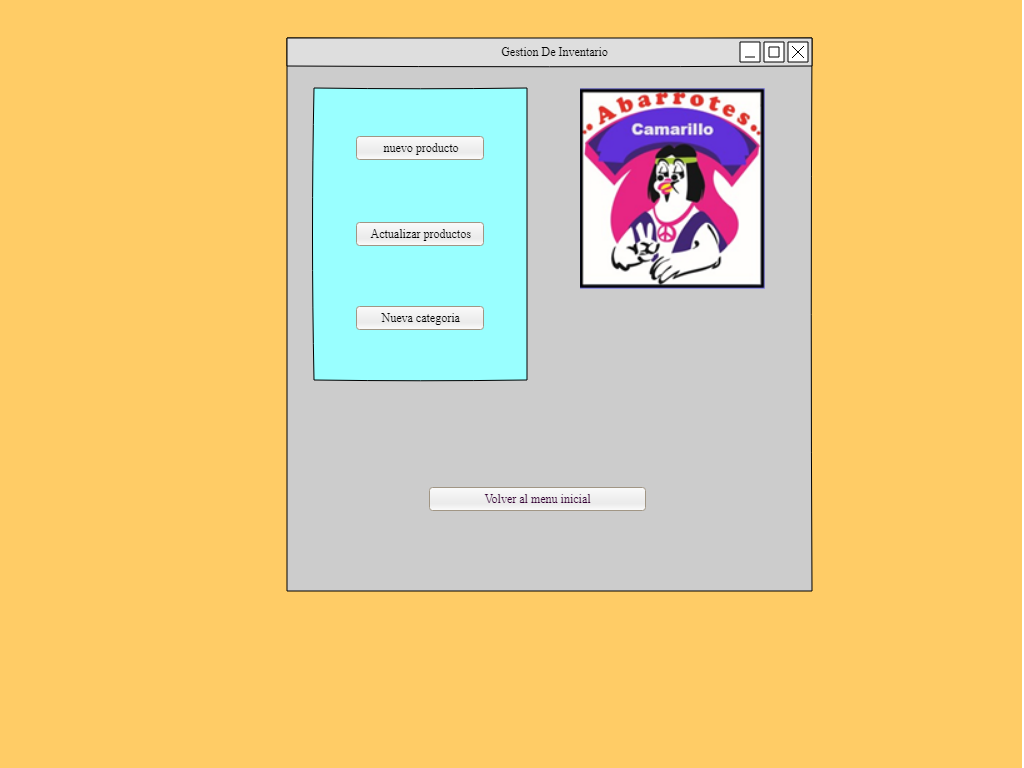 Gestion De Inventario
nuevo producto
Actualizar productos
Nueva categoria
..Abarrotes..
Camarillo
Volver al menu inicial